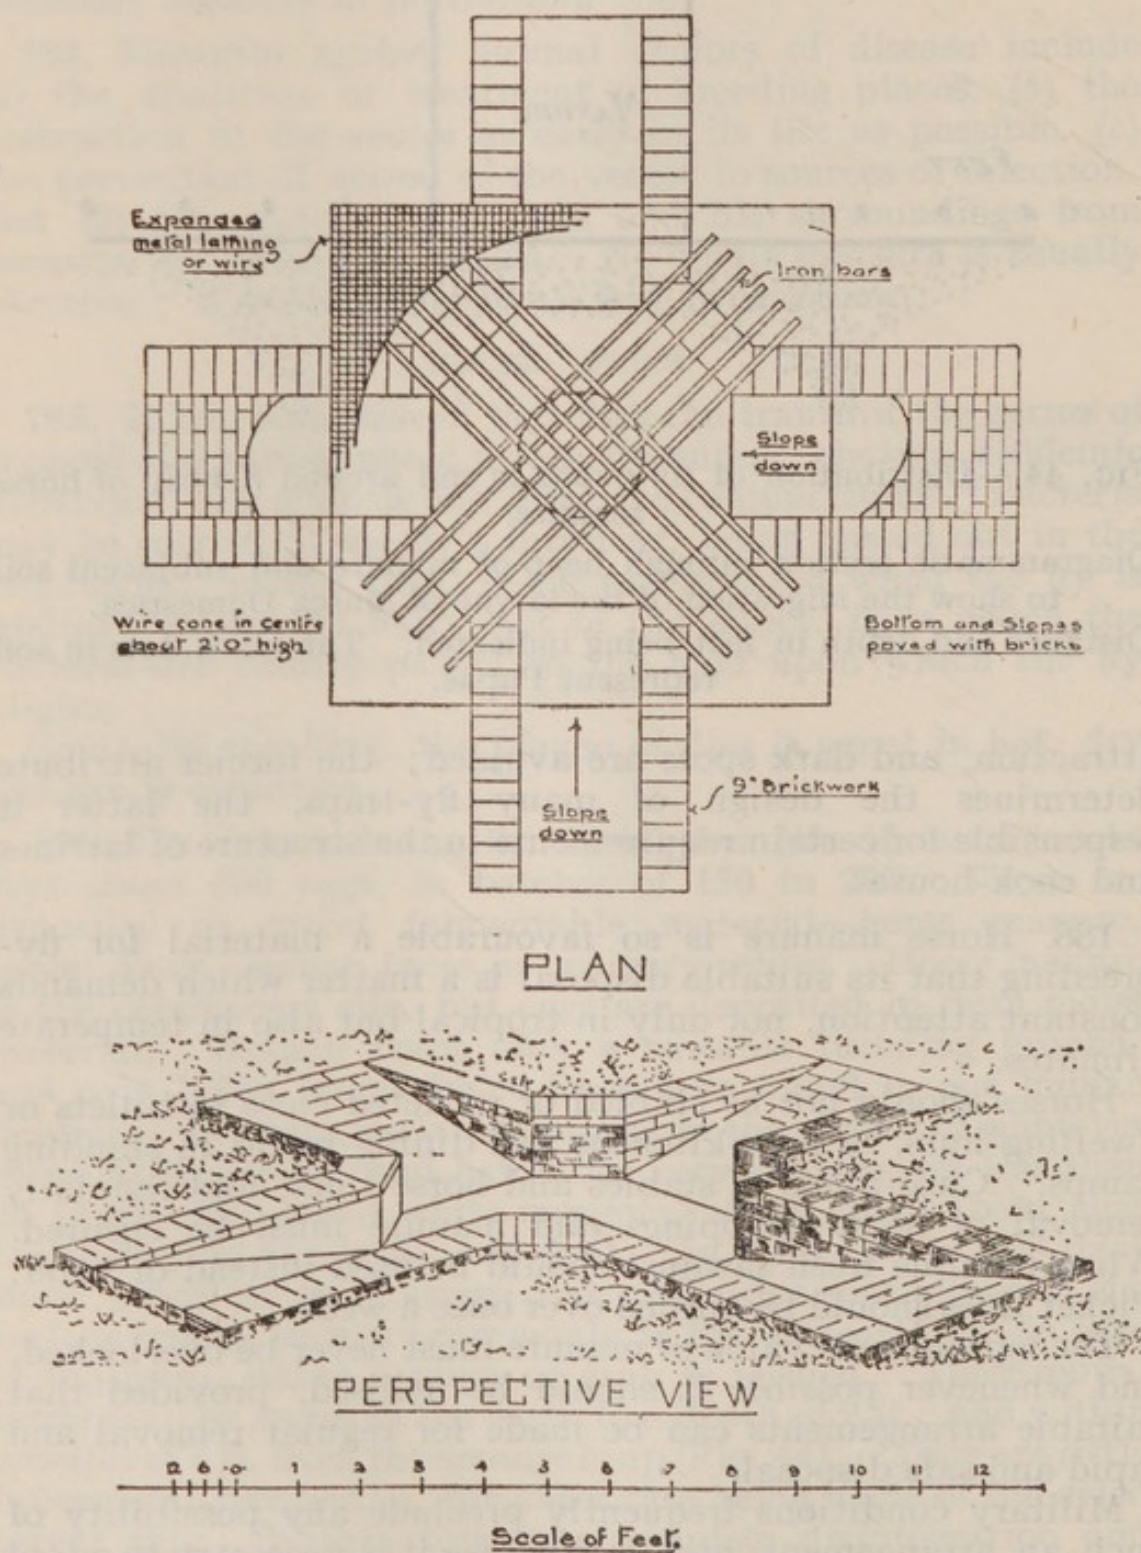 Expanded
metal lathing
or wire
Iron bars
Slope
down
Wire cone in centre
about 2'.0" high
Bottom and Slopes
paved with bricks
9" Brickwork
Slope
down
PLAN
PERSPECTIVE VIEW
12 6 0 1 2 3 4 5 6 7 8 9 10 11 12
Scale of Feet.